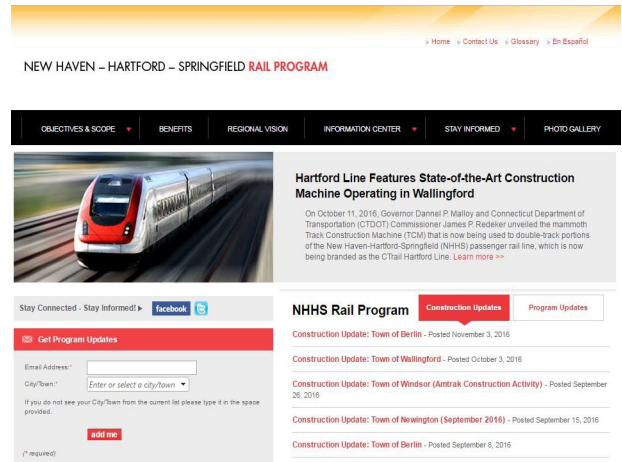 Home Contact Us Glossary En Español
NEW HAVEN – HARTFORD – SPRINGFIELD RAIL PROGRAM
OBJECTIVES & SCOPE BENEFITS REGIONAL VISION INFORMATION CENTER STAY INFORMED PHOTO GALLERY
Hartford Line Features State-of-the-Art Construction
Machine Operating in Wallingford
On October 11, 2016, Governor Dannel P. Malloy and Connecticut Department of
Transportation (CTDOT) Commissioner James P. Redeker unveiled the mammoth
Track Construction Machine (TCM) that is now being used to double-track portions
of the New Haven-Hartford-Springfield (NHHS) passenger rail line, which is now
being branded as the CTrail Hartford Line. Learn more >>
Stay Connected - Stay Informed! facebook
Get Program Updates
Email Address:*
City/Town:* Enter or select a city/town
If you do not see your City/Town from the current list please type it in the space
provided.
add me
(* required)
NHHS Rail Program Construction Updates Program Updates
Construction Update: Town of Berlin - Posted November 3, 2016
Construction Update: Town of Wallingford - Posted October 3, 2016
Construction Update: Town of Windsor (Amtrak Construction Activity) - Posted September
26, 2016
Construction Update: Town of Newington (September 2016) - Posted September 15, 2016
Construction Update: Town of Berlin - Posted September 8, 2016